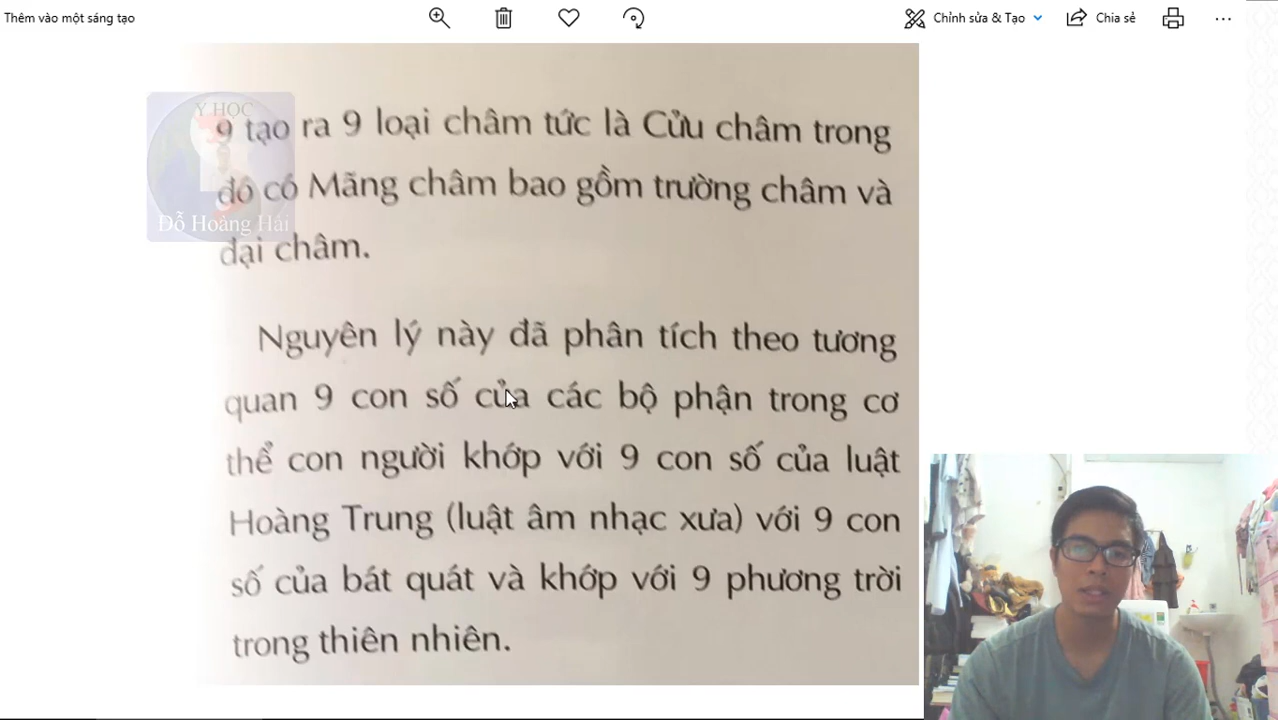 Thêm vào một sáng tạo
Chỉnh sửa & Tạo
Chia sẻ
Y HỌC
Đỗ Hoàng Hải
9 tạo ra 9 loại châm tức là Cửu châm trong
đó có Mãng châm bao gồm trường châm và
đại châm.
Nguyên lý này đã phân tích theo tương
quan 9 con số của các bộ phận trong cơ
thể con người khớp với 9 con số của luật
Hoàng Trung (luật âm nhạc xưa) với 9 con
số của bát quát và khớp với 9 phương trời
trong thiên nhiên.